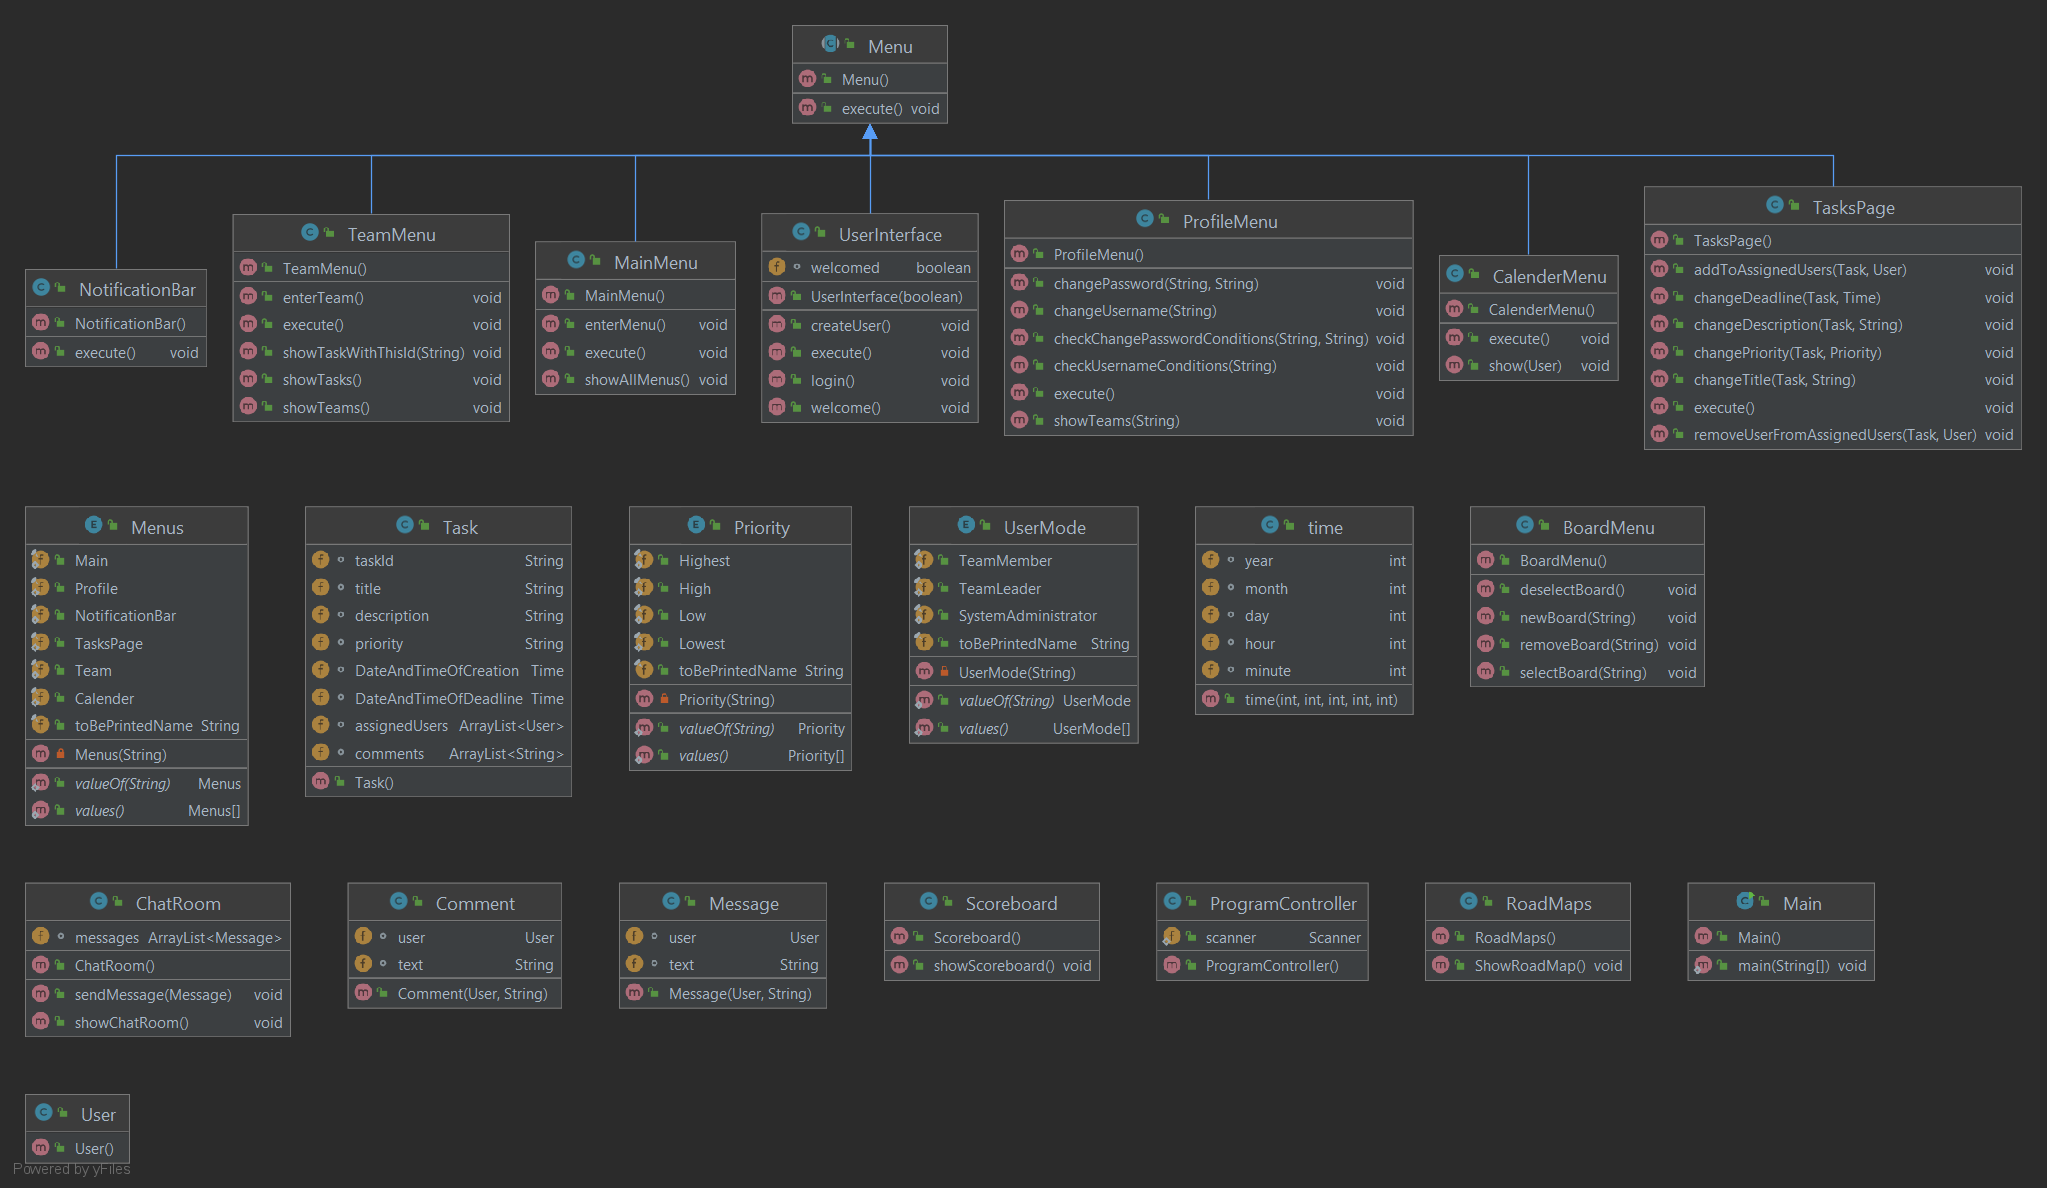 Menu
Menu()
execute() void
NotificationBar
NotificationBar()
execute() void
TeamMenu
TeamMenu()
enterTeam() void
execute() void
showTaskWithThisId(String) void
showTasks() void
showTeams() void
MainMenu
MainMenu()
enterMenu() void
execute() void
showAllMenus() void
UserInterface
welcomed boolean
UserInterface(boolean)
createUser() void
execute() void
login() void
welcome() void
ProfileMenu
ProfileMenu()
changePassword(String, String) void
changeUsername(String) void
checkChangePasswordConditions(String, String) void
checkUsernameConditions(String) void
execute() void
showTeams(String) void
CalenderMenu
CalenderMenu()
execute() void
show(User) void
TasksPage
TasksPage()
addToAssignedUsers(Task, User) void
changeDeadline(Task, Time) void
changeDescription(Task, String) void
changePriority(Task, Priority) void
changeTitle(Task, String) void
execute() void
removeUserFromAssignedUsers(Task, User) void
Menus
Main
Profile
NotificationBar
TasksPage
Team
Calender
toBePrintedName String
Menus(String)
valueOf(String) Menus
values() Menus[]
Task
taskId String
title String
description String
priority String
DateAndTimeOfCreation Time
DateAndTimeOfDeadline Time
assignedUsers ArrayList<User>
comments ArrayList<String>
Task()
Priority
Highest
High
Low
Lowest
toBePrintedName String
Priority(String)
valueOf(String) Priority
values() Priority[]
UserMode
TeamMember
TeamLeader
SystemAdministrator
toBePrintedName String
UserMode(String)
valueOf(String) UserMode
values() UserMode[]
time
year int
month int
day int
hour int
minute int
time(int, int, int, int, int)
BoardMenu
BoardMenu()
deselectBoard() void
newBoard(String) void
removeBoard(String) void
selectBoard(String) void
ChatRoom
messages ArrayList<Message>
ChatRoom()
sendMessage(Message) void
showChatRoom() void
Comment
user User
text String
Comment(User, String)
Message
user User
text String
Message(User, String)
Scoreboard
Scoreboard()
showScoreboard() void
ProgramController
scanner Scanner
ProgramController()
RoadMaps
RoadMaps()
ShowRoadMap() void
Main
Main()
main(String[]) void
User
User()
Powered by yFiles